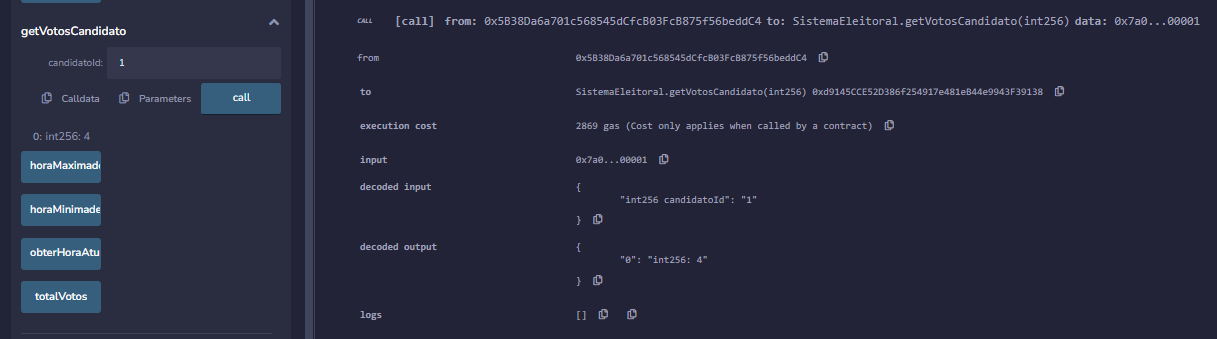 getVotosCandidato
candidatoId: 1
Calldata Parameters call
0: int256: 4
horaMaximade
horaMinimade
obterHoraAtu
totalVotos
CALL [call] from: 0x5B38Da6a701c568545dCfcB03FcB875f56beddC4 to: SistemaEleitoral.getVotosCandidato(int256) data: 0x7a0...00001
from 0x5B38Da6a701c568545dCfcB03FcB875f56beddC4
to SistemaEleitoral.getVotosCandidato(int256) 0xd9145CCE52D386f254917e481eB44e9943F39138
execution cost 2869 gas (Cost only applies when called by a contract)
input 0x7a0...00001
decoded input {
"int256 candidatoId": "1"
}
decoded output {
"0": "int256: 4"
}
logs []